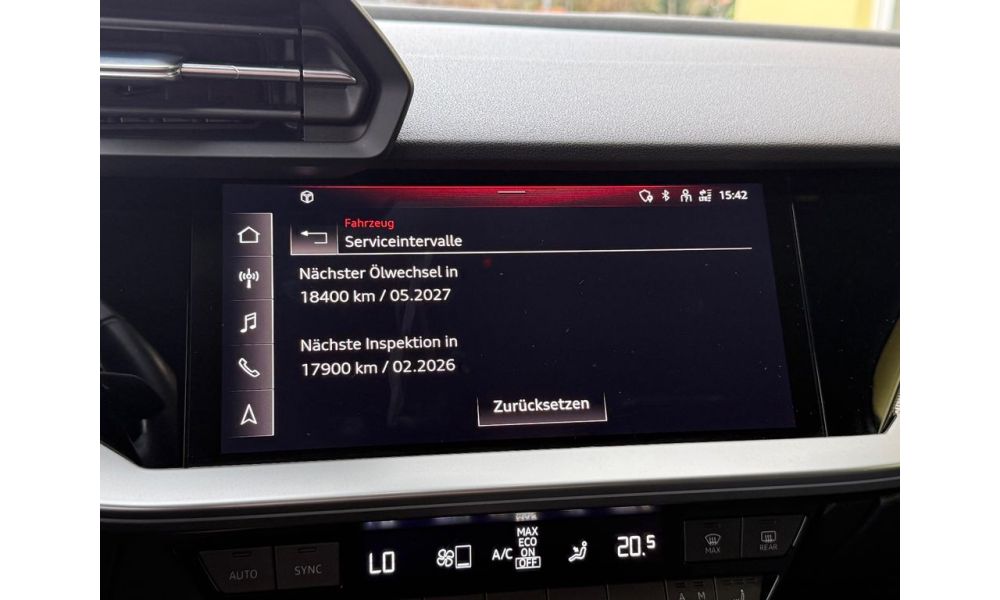 15:42
Fahrzeug
Serviceintervalle
Nächster Ölwechsel in
18400 km / 05.2027
Nächste Inspektion in
17900 km / 02.2026
Zurücksetzen
AUTO
SYNC
LO
A/C
MAX
ECO
ON
OFF
20.5
MAX
REAR
A M